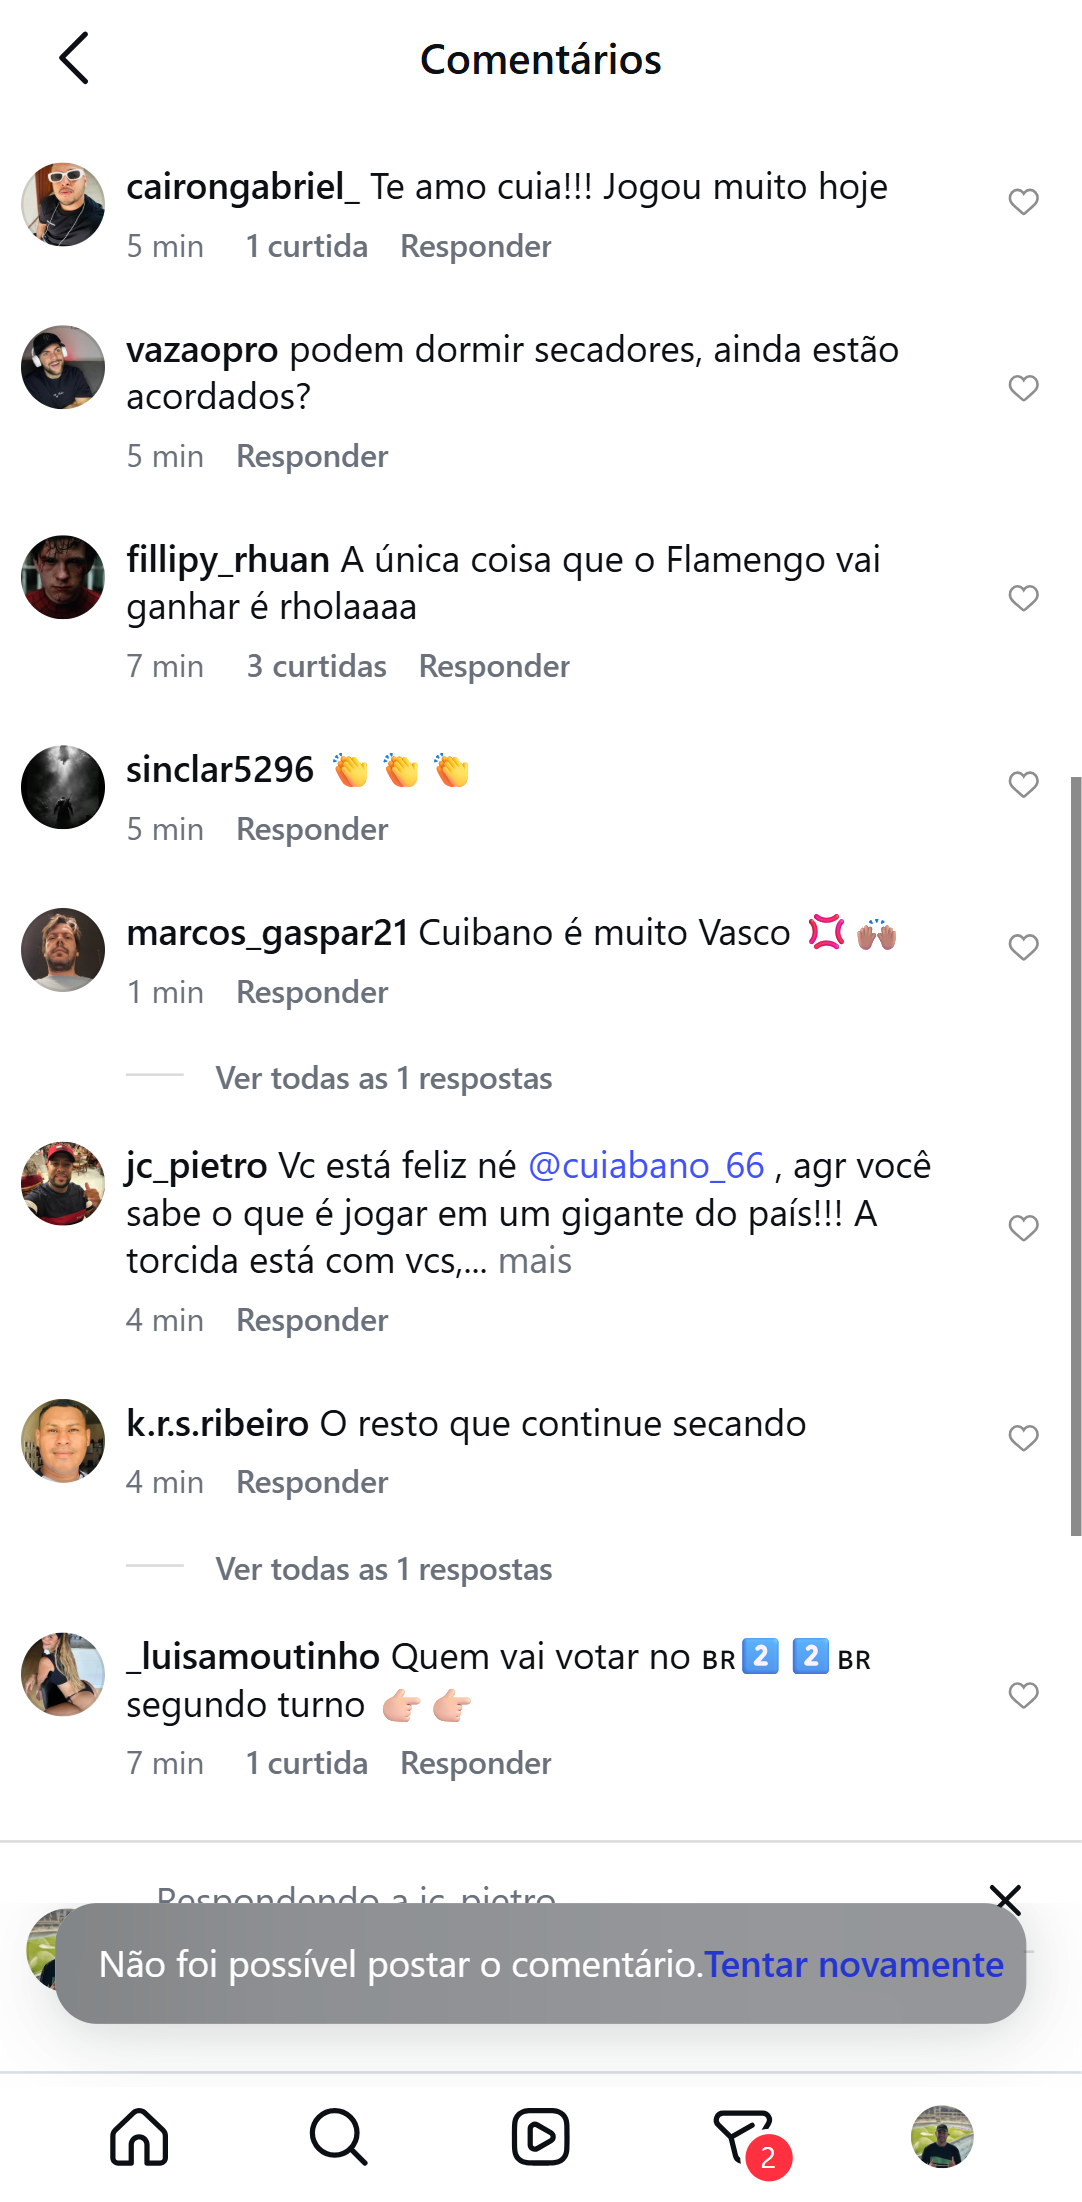 Comentários
cairongabriel_ Te amo cuia!!! Jogou muito hoje
5 min 1 curtida Responder
vazaopro podem dormir secadores, ainda estão
acordados?
5 min Responder
fillipy_rhuan A única coisa que o Flamengo vai
ganhar é rholaaaa
7 min 3 curtidas Responder
sinclar5296 👏👏👏
5 min Responder
marcos_gaspar21 Cuibano é muito Vasco 💢🙌🏽
1 min Responder
Ver todas as 1 respostas
jc_pietro Vc está feliz né @cuiabano_66 , agr você
sabe o que é jogar em um gigante do país!!! A
torcida está com vcs,... mais
4 min Responder
k.r.s.ribeiro O resto que continue secando
4 min Responder
Ver todas as 1 respostas
_luisamoutinho Quem vai votar no 🇧🇷2️⃣2️⃣🇧🇷
segundo turno 👉🏻👉🏻
7 min 1 curtida Responder
Respondendo a jc_pietro
Não foi possível postar o comentário.Tentar novamente
2